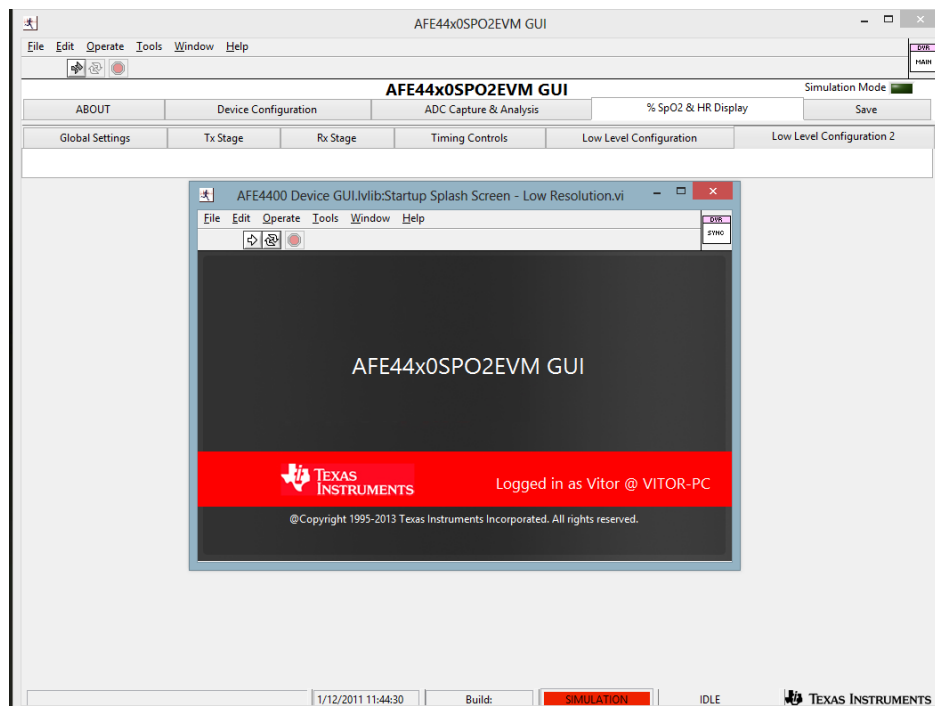 AFE44x0SPO2EVM GUI
File Edit Operate Tools Window Help
DVR
MAIN
AFE44x0SPO2EVM GUI
Simulation Mode
ABOUT Device Configuration ADC Capture & Analysis % SpO2 & HR Display Save
Global Settings Tx Stage Rx Stage Timing Controls Low Level Configuration Low Level Configuration 2
AFE4400 Device GUI.lvlib:Startup Splash Screen - Low Resolution.vi
File Edit Operate Tools Window Help
DVR
SYNC
AFE44x0SPO2EVM GUI
TEXAS
INSTRUMENTS
Logged in as Vitor @ VITOR-PC
@Copyright 1995-2013 Texas Instruments Incorporated. All rights reserved.
1/12/2011 11:44:30 Build: SIMULATION IDLE TEXAS INSTRUMENTS